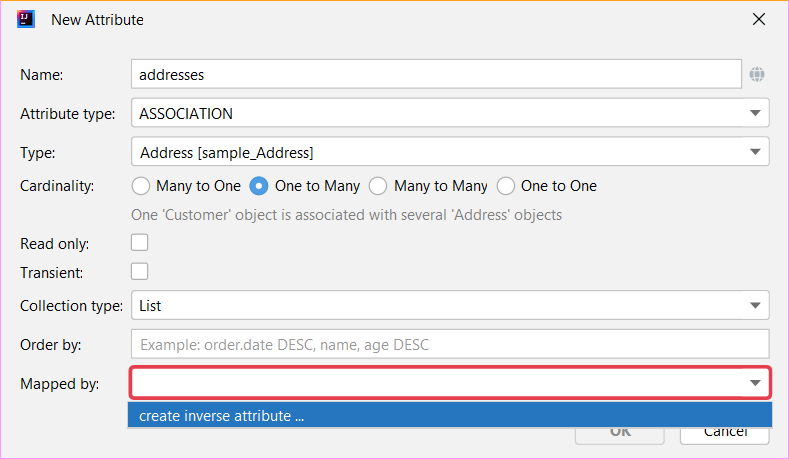 New Attribute
Name: addresses
Attribute type: ASSOCIATION
Type: Address [sample_Address]
Cardinality: Many to One One to Many Many to Many One to One
One 'Customer' object is associated with several 'Address' objects
Read only:
Transient:
Collection type: List
Order by: Example: order.date DESC, name, age DESC
Mapped by:
create inverse attribute ...
OK Cancel